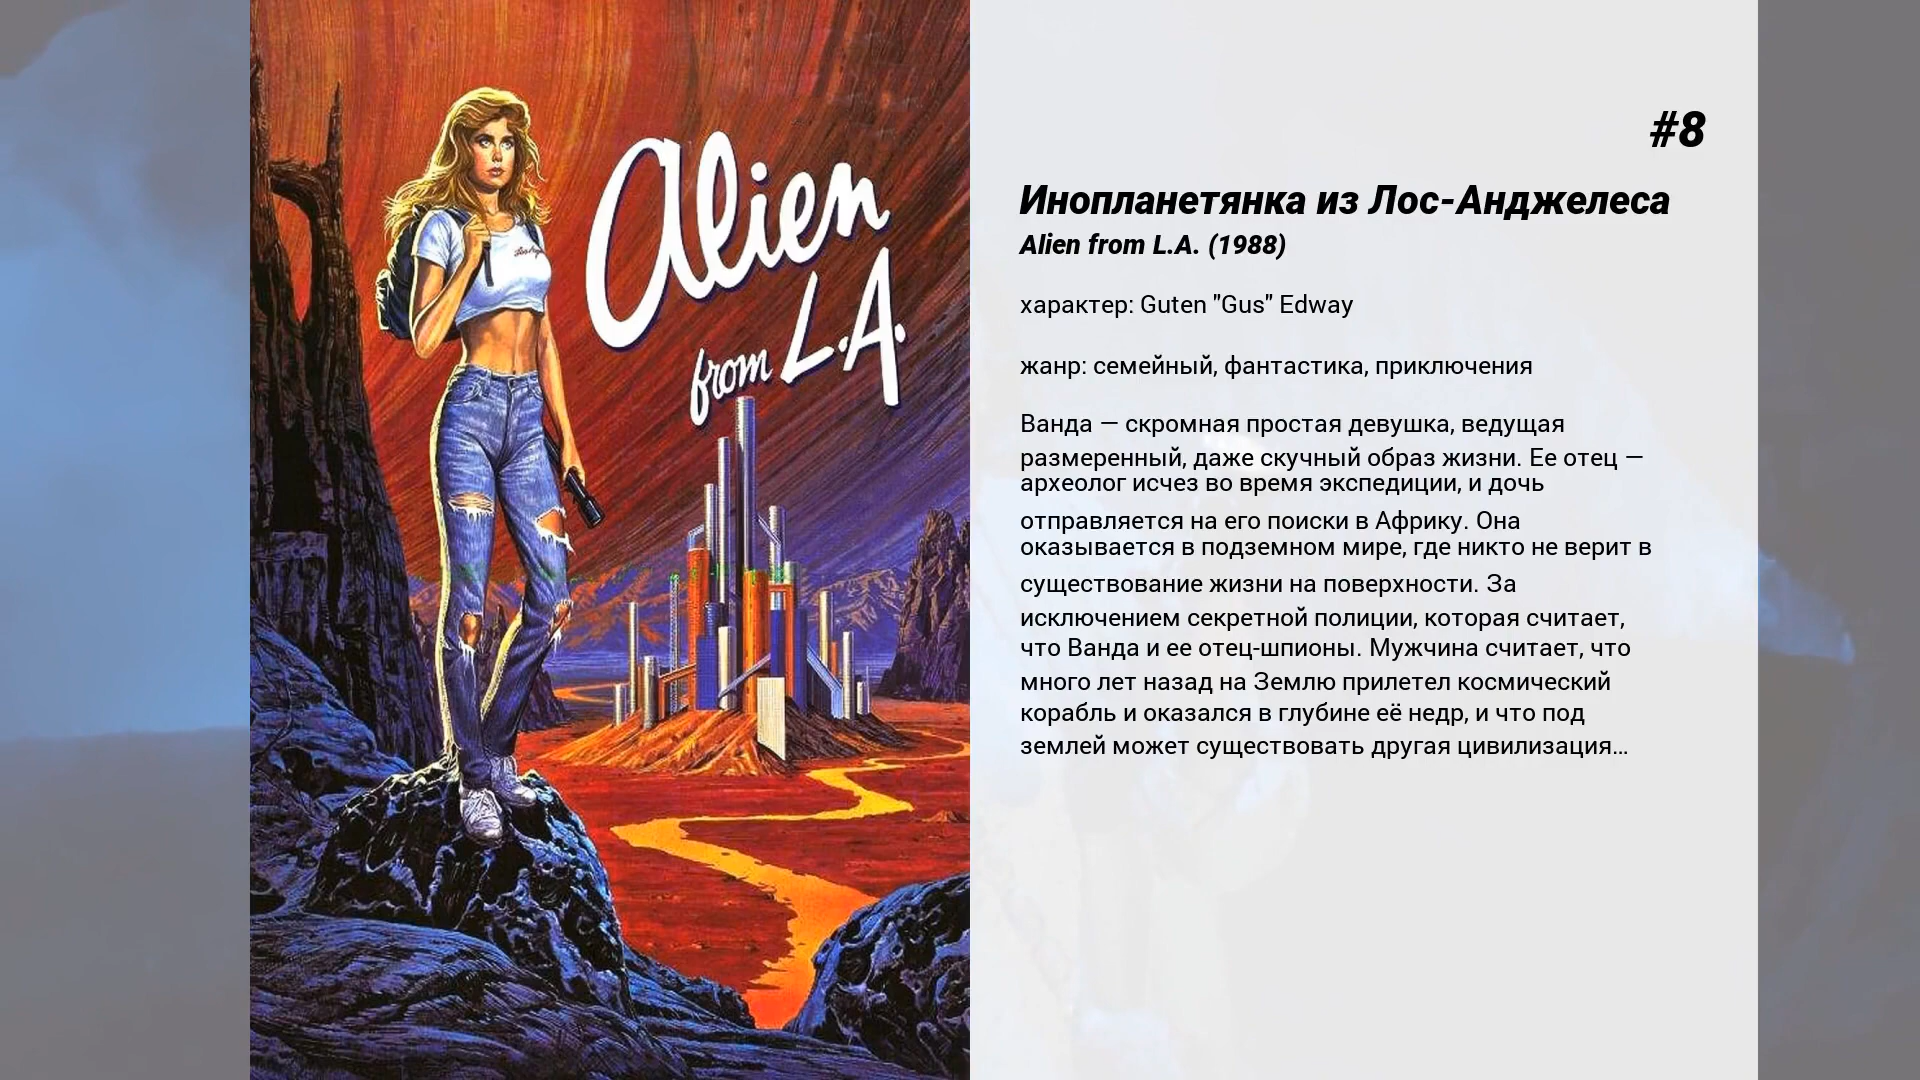 Alien
from L.A.
#8
Инопланетянка из Лос-Анджелеса
Alien from L.A. (1988)
характер: Guten "Gus" Edway
жанр: семейный, фантастика, приключения
Ванда — скромная простая девушка, ведущая
размеренный, даже скучный образ жизни. Ее отец —
археолог исчез во время экспедиции, и дочь
отправляется на его поиски в Африку. Она
оказывается в подземном мире, где никто не верит в
существование жизни на поверхности. За
исключением секретной полиции, которая считает,
что Ванда и ее отец-шпионы. Мужчина считает, что
много лет назад на Землю прилетел космический
корабль и оказался в глубине её недр, и что под
землей может существовать другая цивилизация...